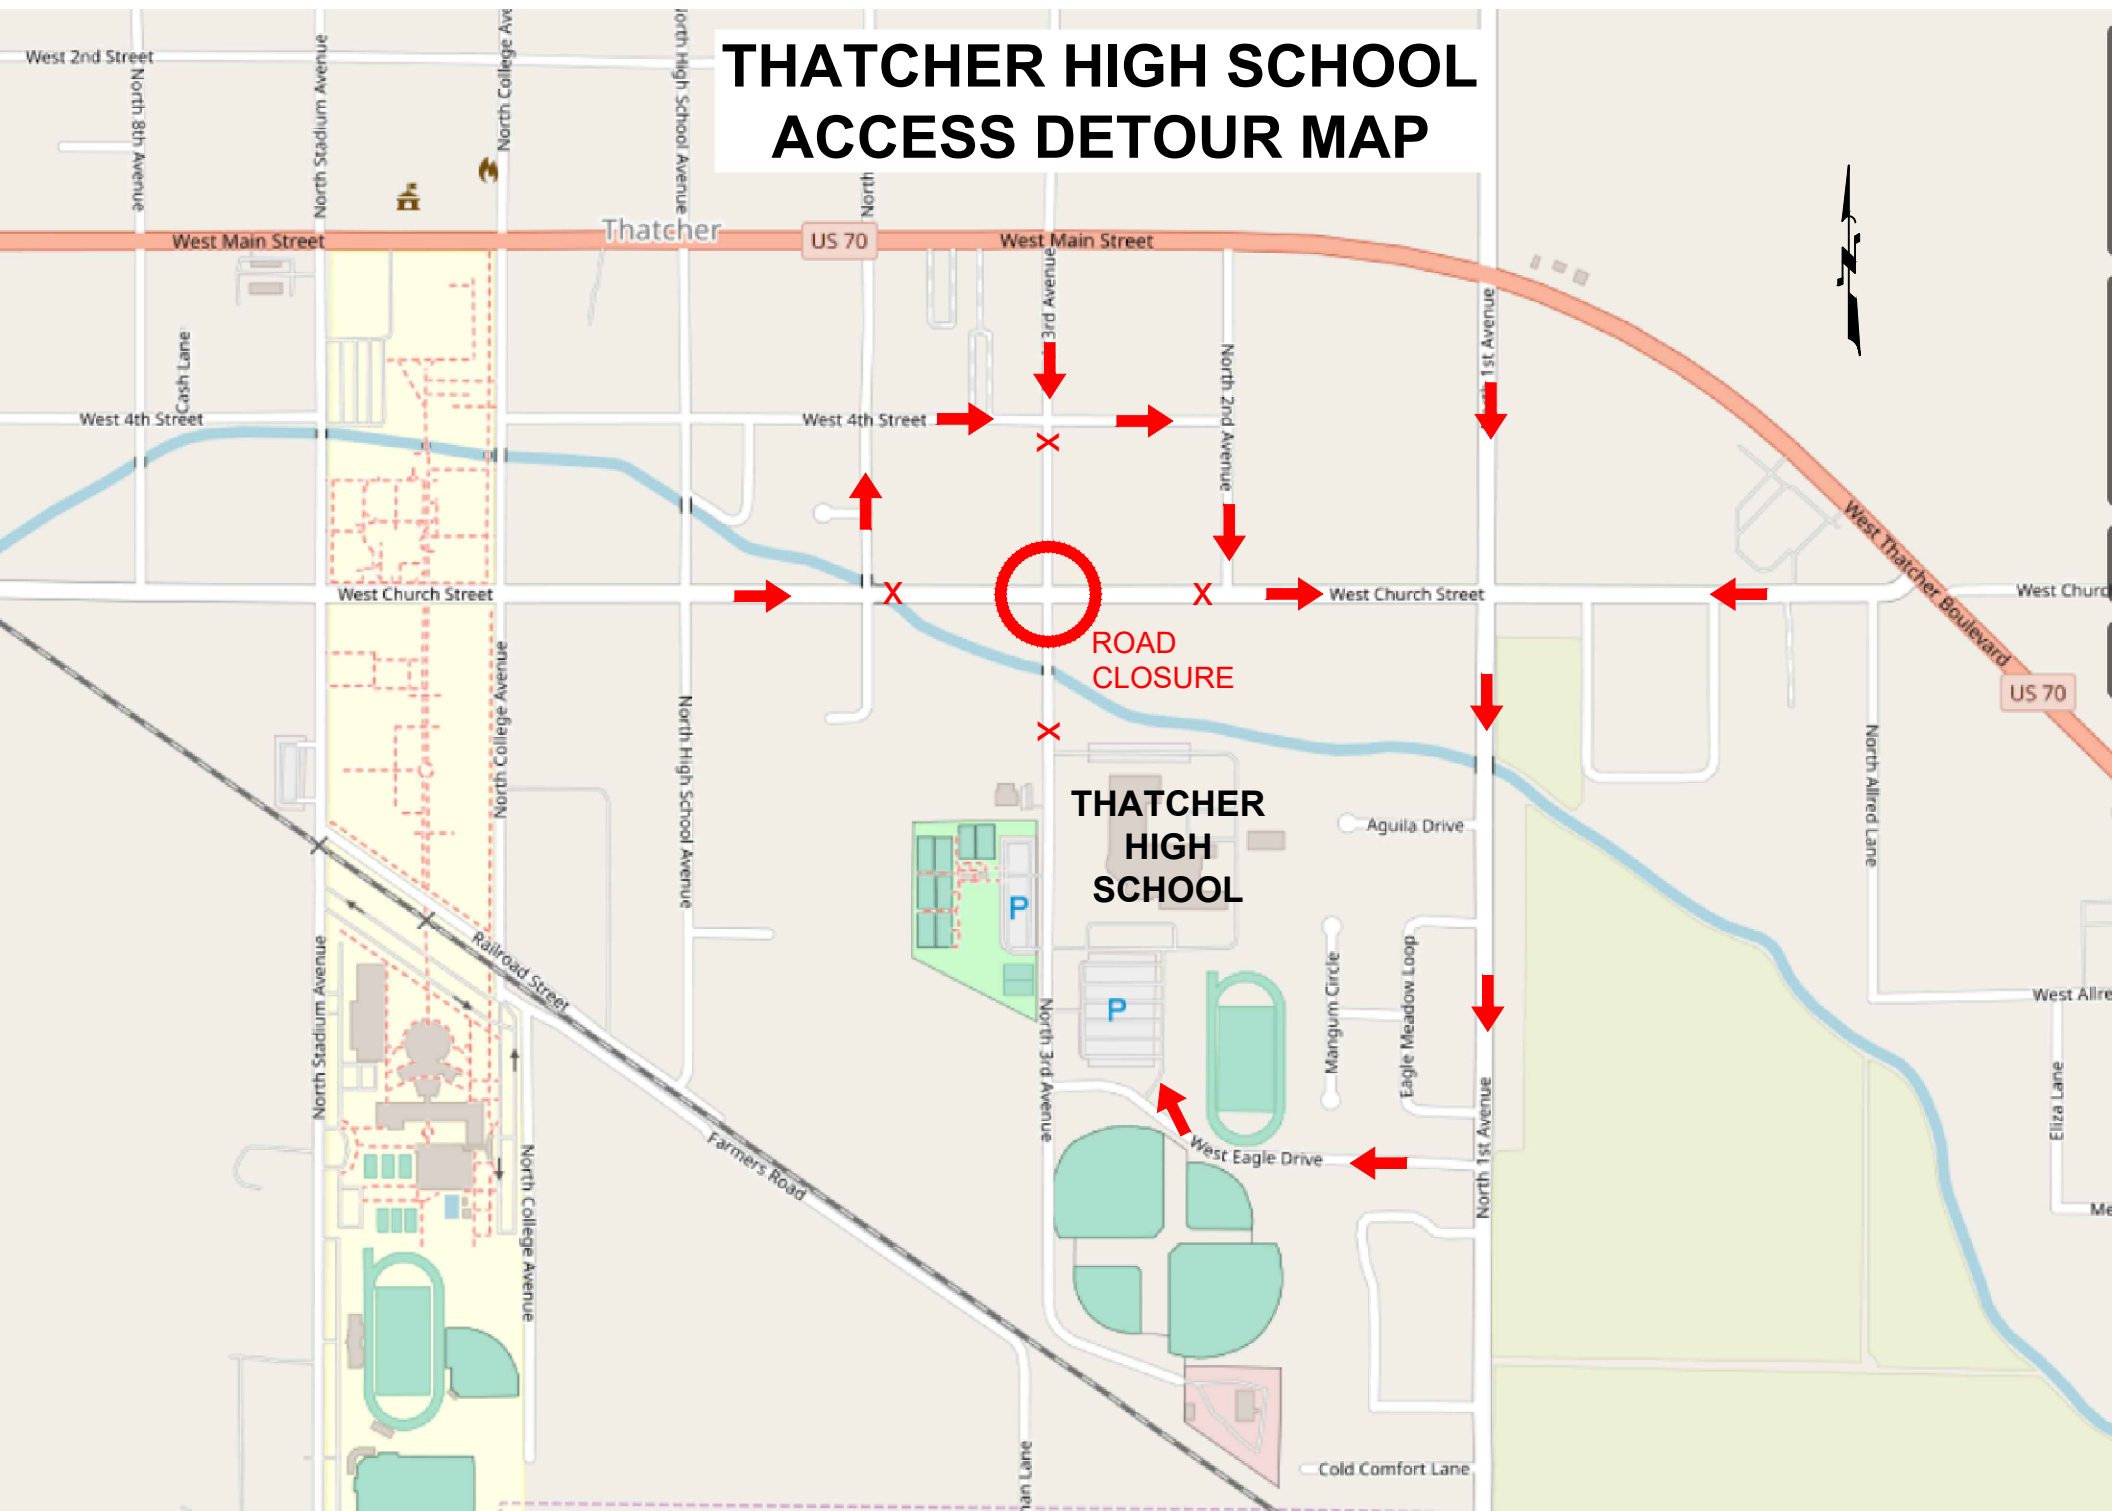 THATCHER HIGH SCHOOL
ACCESS DETOUR MAP
West 2nd Street
North 8th Avenue
North Stadium Avenue
North College Ave
North High School Avenue
North
Thatcher
West Main Street
US 70
West Main Street
3rd Avenue
North 2nd Avenue
1st Avenue
Cash Lane
West 4th Street
West 4th Street
X
X
X
X
West Church Street
West Church Street
West Churc
West Thatcher Boulevard
US 70
ROAD
CLOSURE
North College Avenue
North High School Avenue
North Allred Lane
THATCHER
HIGH
SCHOOL
Aguila Drive
P
P
Railroad Street
North Stadium Avenue
North 3rd Avenue
Mangum Circle
Eagle Meadow Loop
West Allre
Eliza Lane
North 1st Avenue
West Eagle Drive
Farmers Road
North College Avenue
Me
an Lane
Cold Comfort Lane
N